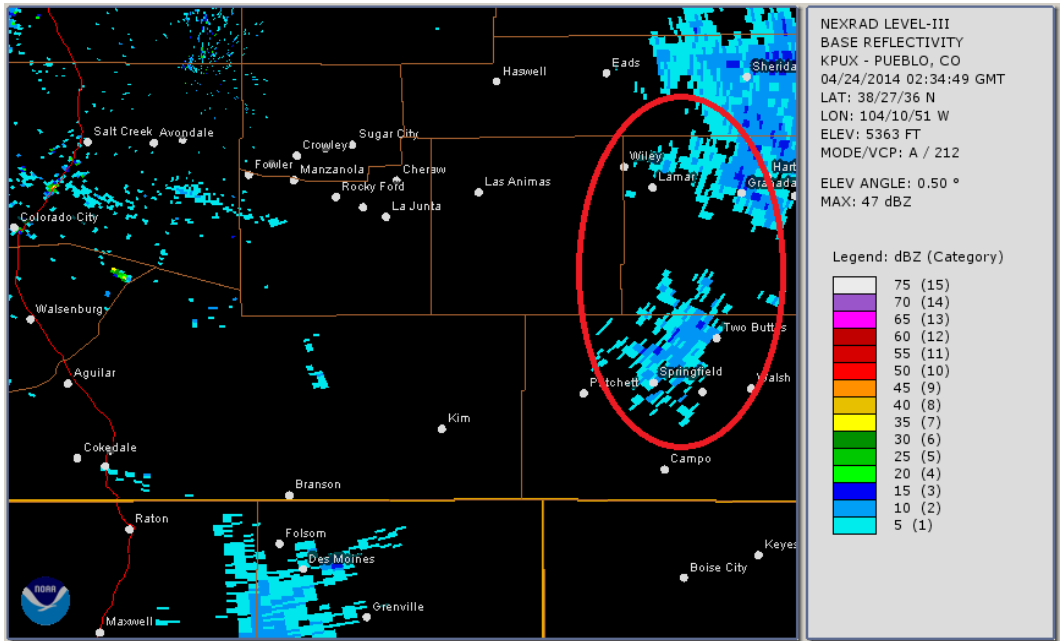 NEXRAD LEVEL-III
BASE REFLECTIVITY
KPUX - PUEBLO, CO
04/24/2014 02:34:49 GMT
LAT: 38/27/36 N
LON: 104/10/51 W
ELEV: 5363 FT
MODE/VCP: A / 212
ELEV ANGLE: 0.50 °
MAX: 47 dBZ
Legend: dBZ (Category)
75 (15)
70 (14)
65 (13)
60 (12)
55 (11)
50 (10)
45 (9)
40 (8)
35 (7)
30 (6)
25 (5)
20 (4)
15 (3)
10 (2)
5 (1)
Haswell
Eads
Sherida
Salt Creek
Avondale
Sugar City
Crowley
Fowler
Manzanola
Cheraw
Rocky Ford
Las Animas
La Junta
Wiley
Lamar
Hart
Granada
Colorado City
Walsenburg
Two Buttes
Aguilar
Pritchett
Springfield
Walsh
Kim
Cokedale
Campo
Branson
Raton
Folsom
Des Moines
Keyes
Boise City
Grenville
Maxwell
NOAA